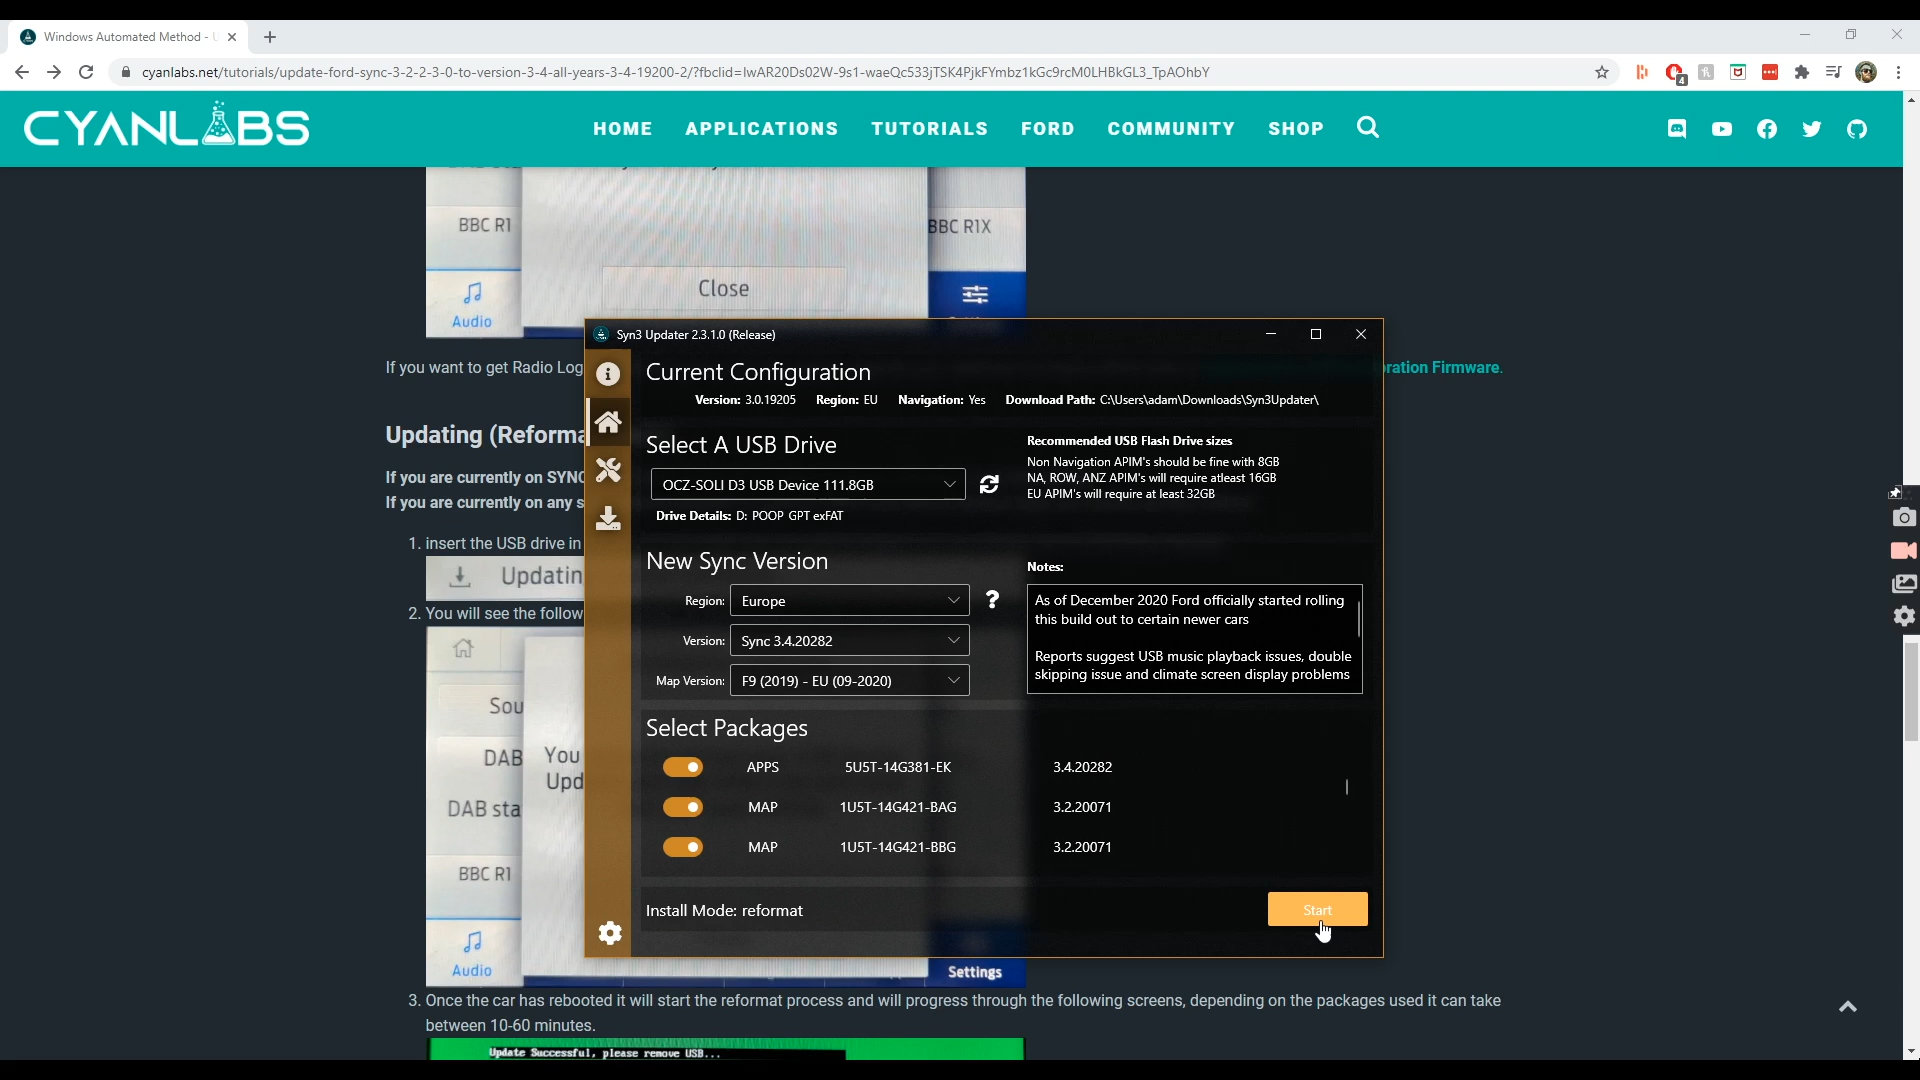 Windows Automated Method -
cyanlabs.net/tutorials/update-ford-sync-3-2-2-3-0-to-version-3-4-all-years-3-4-19200-2/?fbclid=IwAR20Ds02W-9s1-waeQc533jTSK4PjkFYmbz1kGc9rcM0LHBkGL3_TpAOhbY
4
CYANLABS
HOME
APPLICATIONS
TUTORIALS
FORD
COMMUNITY
SHOP
BBC R1
BBC R1X
Close
Audio
If you want to get Radio Log
ration Firmware.
Updating (Reforma
If you are currently on SYNC
If you are currently on any s
1. insert the USB drive in
Updatin
2. You will see the follow
Sou
DAB
You
Upd
DAB sta
BBC R1
Audio
Settings
Syn3 Updater 2.3.1.0 (Release)
Current Configuration
Version: 3.0.19205 Region: EU Navigation: Yes Download Path: C:\Users\adam\Downloads\Syn3Updater\
Select A USB Drive
OCZ-SOLI D3 USB Device 111.8GB
Drive Details: D: POOP GPT exFAT
Recommended USB Flash Drive sizes
Non Navigation APIM's should be fine with 8GB
NA, ROW, ANZ APIM's will require atleast 16GB
EU APIM's will require at least 32GB
New Sync Version
Region: Europe ?
Version: Sync 3.4.20282
Map Version: F9 (2019) - EU (09-2020)
Notes:
As of December 2020 Ford officially started rolling
this build out to certain newer cars
Reports suggest USB music playback issues, double
skipping issue and climate screen display problems
Select Packages
APPS 5U5T-14G381-EK 3.4.20282
MAP 1U5T-14G421-BAG 3.2.20071
MAP 1U5T-14G421-BBG 3.2.20071
Install Mode: reformat
Start
3. Once the car has rebooted it will start the reformat process and will progress through the following screens, depending on the packages used it can take
between 10-60 minutes.
Update Successful, please remove USB...